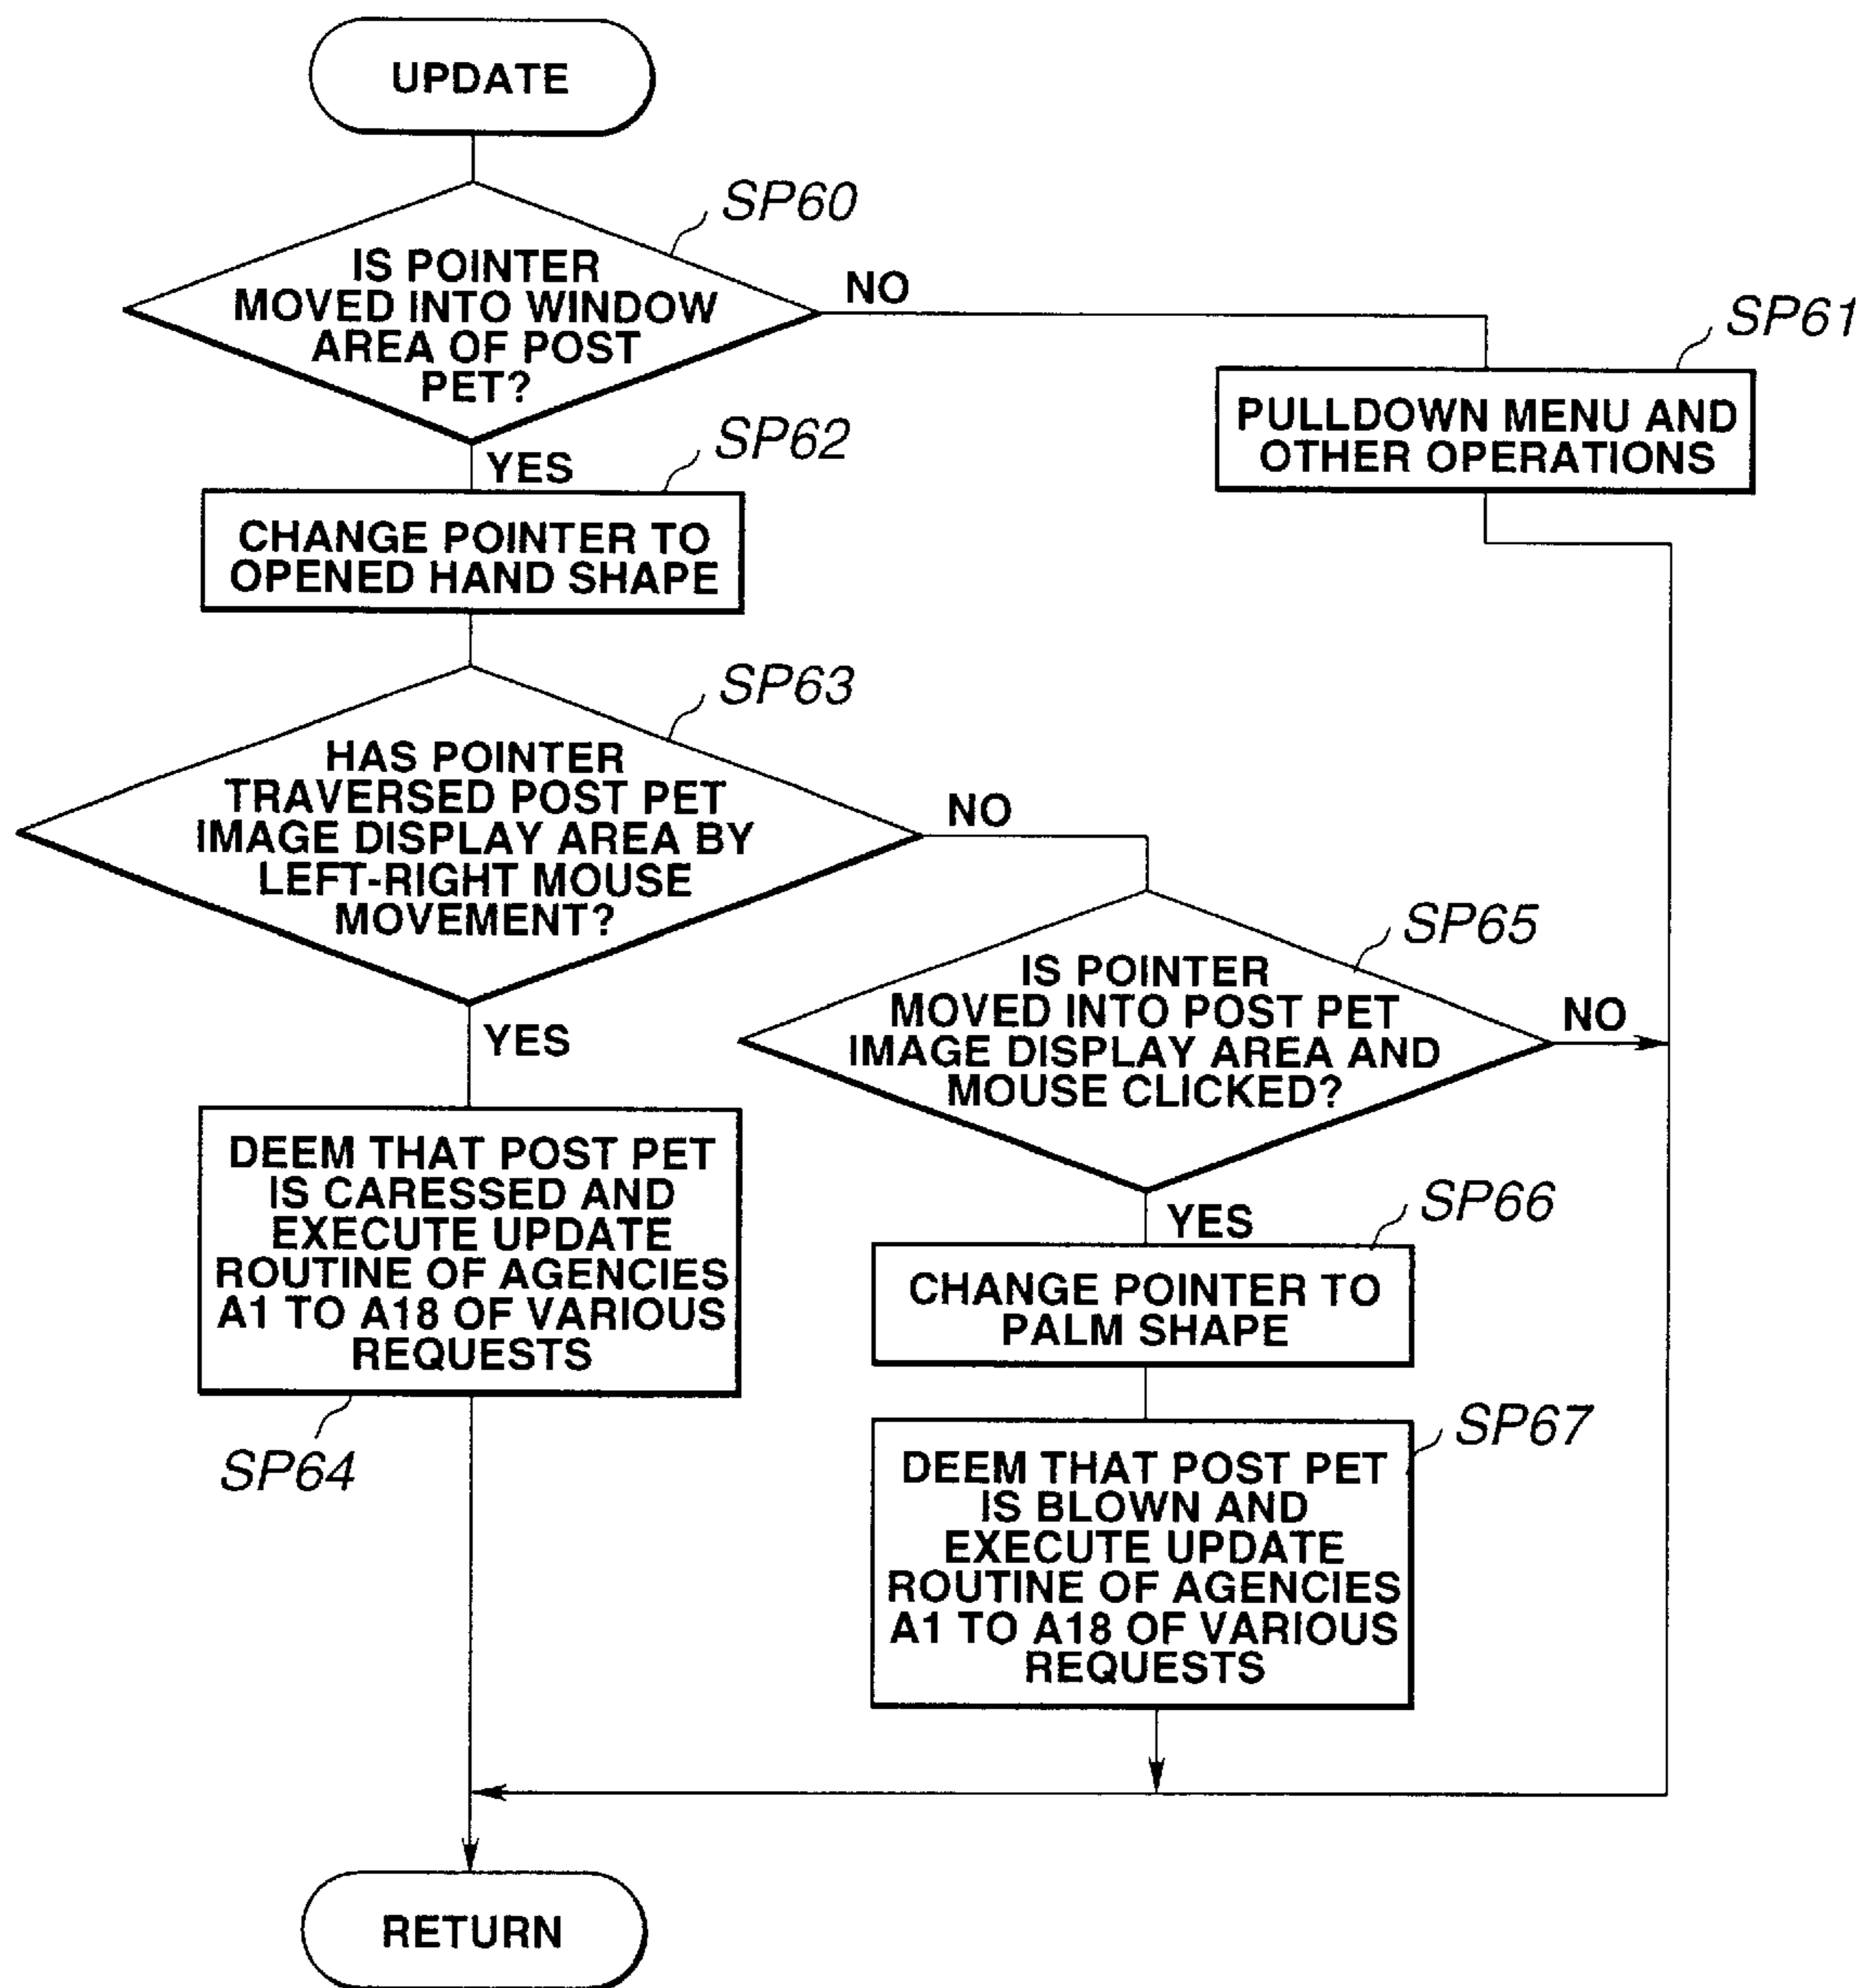 UPDATE
SP60
IS POINTER
MOVED INTO WINDOW
AREA OF POST
PET?
NO
SP61
PULLDOWN MENU AND
OTHER OPERATIONS
YES
SP62
CHANGE POINTER TO
OPENED HAND SHAPE
SP63
HAS POINTER
TRAVERSED POST PET
IMAGE DISPLAY AREA BY
LEFT-RIGHT MOUSE
MOVEMENT?
NO
YES
SP65
IS POINTER
MOVED INTO POST PET
IMAGE DISPLAY AREA AND
MOUSE CLICKED?
NO
DEEM THAT POST PET
IS CARESSED AND
EXECUTE UPDATE
ROUTINE OF AGENCIES
A1 TO A18 OF VARIOUS
REQUESTS
SP64
YES
SP66
CHANGE POINTER TO
PALM SHAPE
SP67
DEEM THAT POST PET
IS BLOWN AND
EXECUTE UPDATE
ROUTINE OF AGENCIES
A1 TO A18 OF VARIOUS
REQUESTS
RETURN